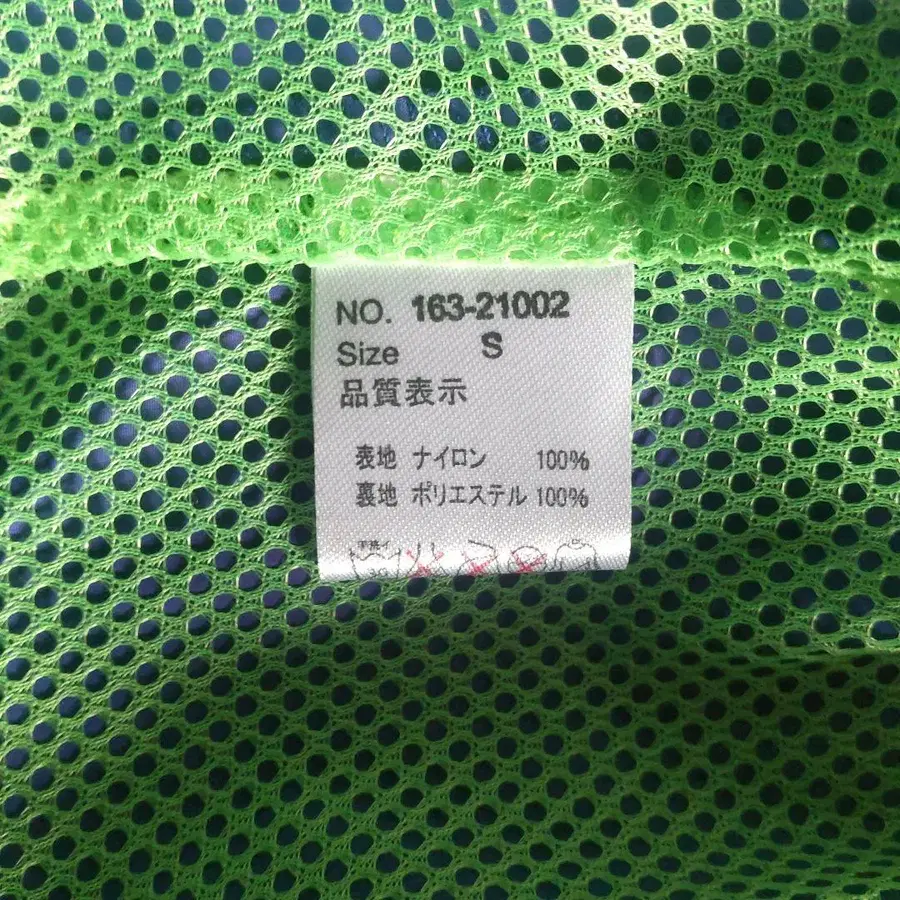 NO. 163-21002
Size S
品質表示
表地 ナイロン 100%
裏地 ポリエステル 100%